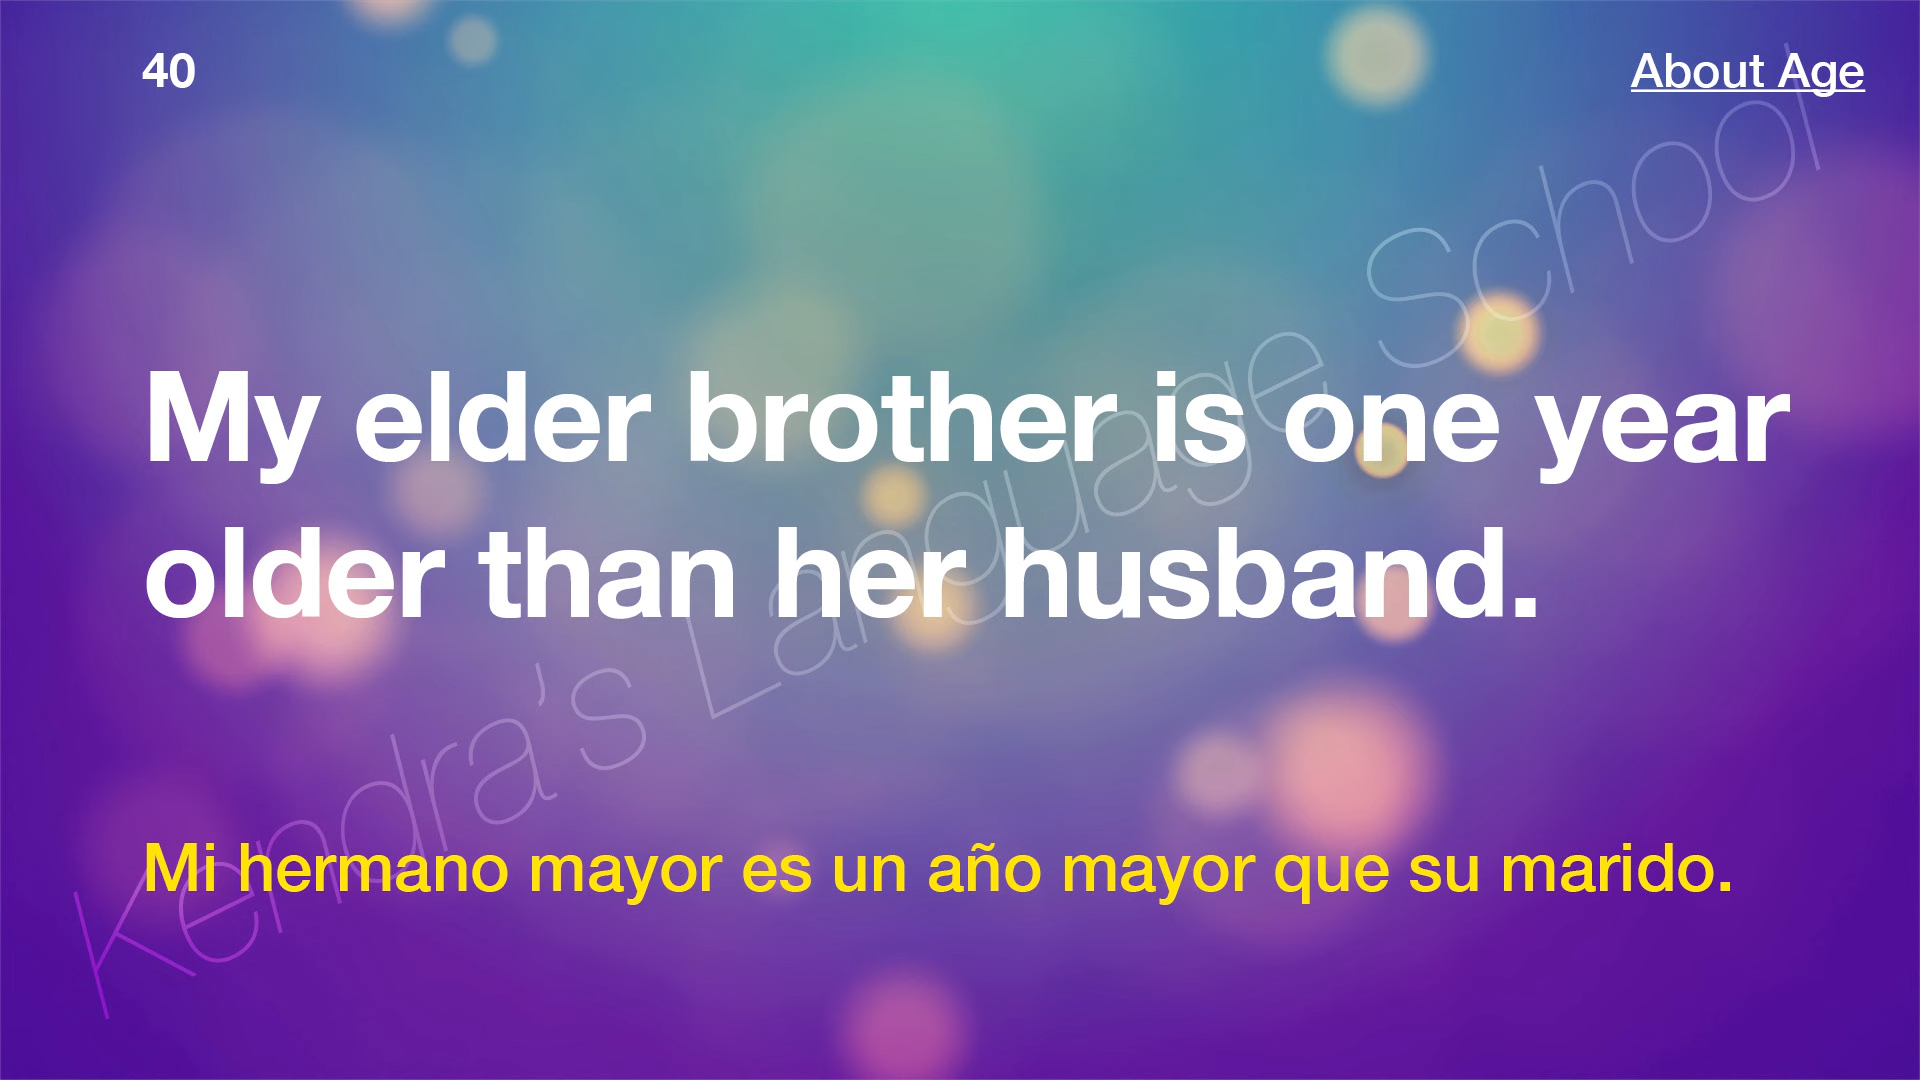 40
About Age
My elder brother is one year
older than her husband.
Mi hermano mayor es un año mayor que su marido.
Kendra's Language School